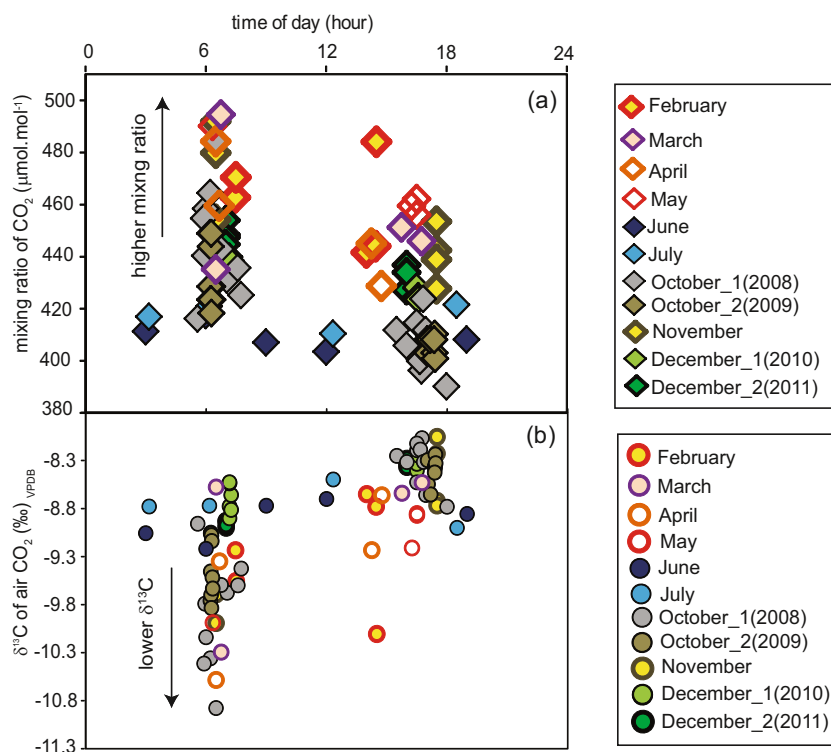 time of day (hour)
0 6 12 18 24
(a)
mixing ratio of CO₂ (μmol.mol⁻¹)
500
480
460
440
420
400
380
higher mixng ratio
February
March
April
May
June
July
October_1(2008)
October_2(2009)
November
December_1(2010)
December_2(2011)
(b)
δ¹³C of air CO₂ (‰) VPDB
-8.3
-8.8
-9.3
-9.8
-10.3
-10.8
-11.3
lower δ¹³C
February
March
April
May
June
July
October_1(2008)
October_2(2009)
November
December_1(2010)
December_2(2011)